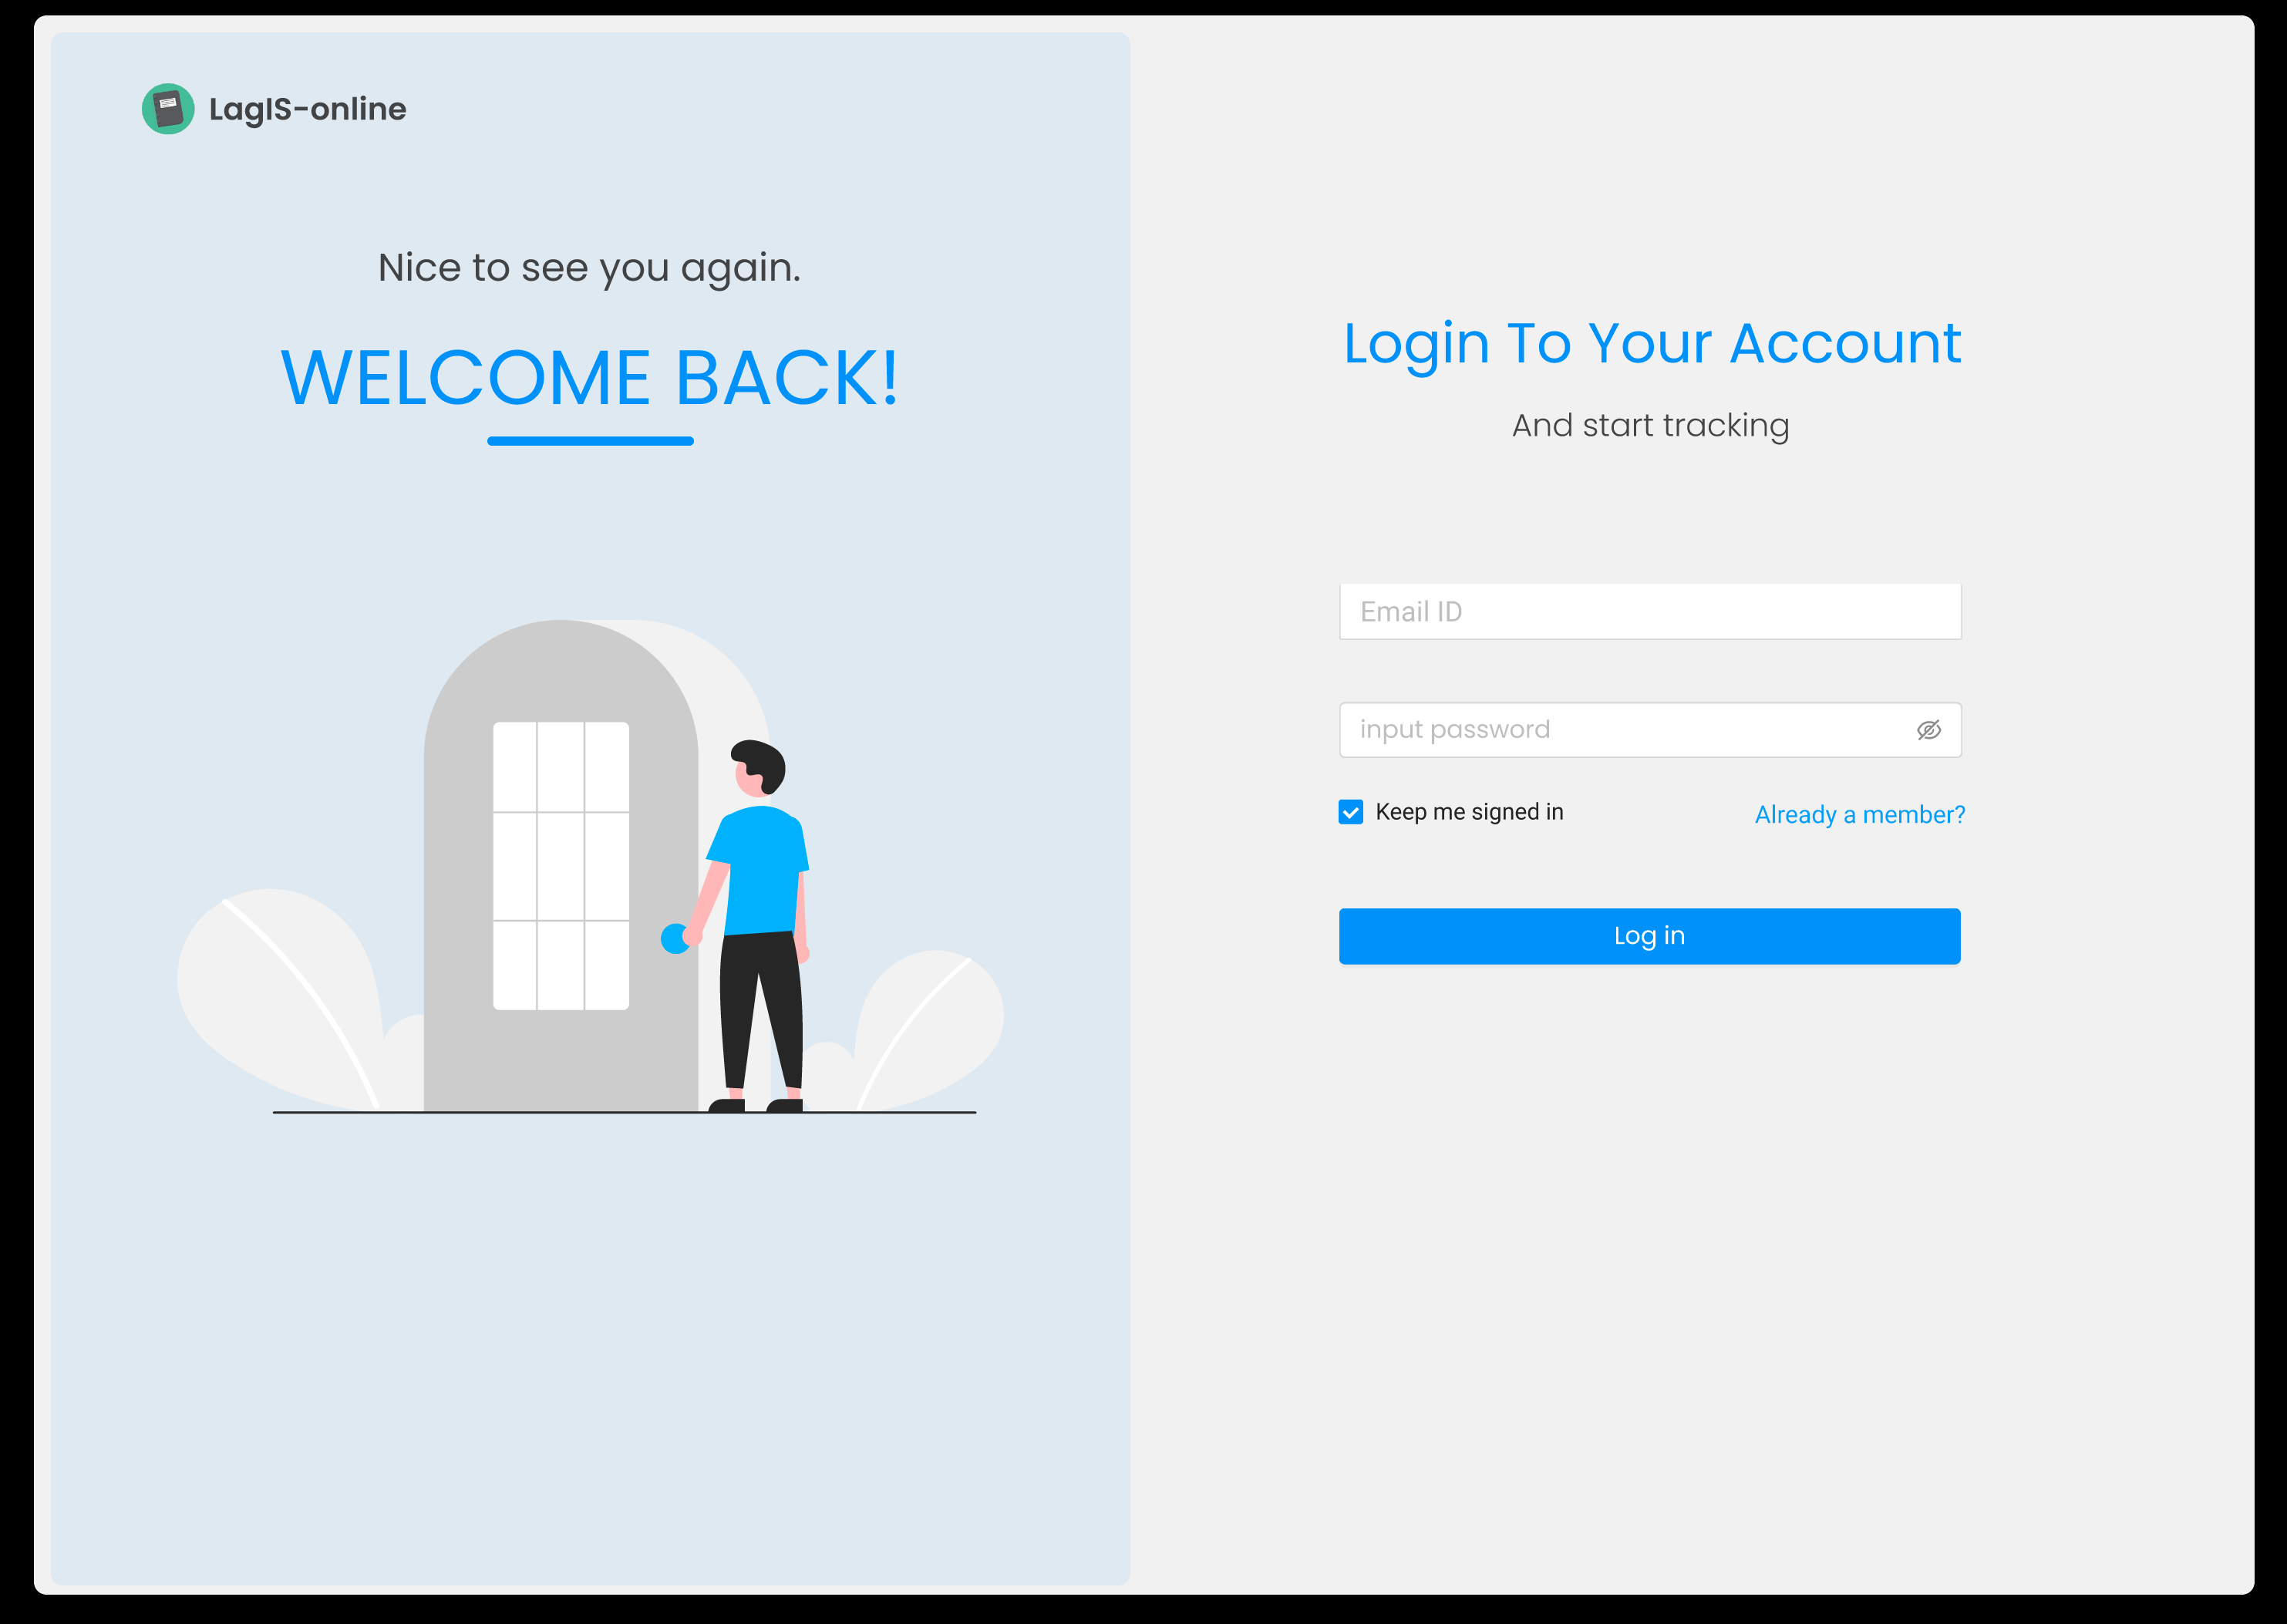 LagIS-online
Nice to see you again.
WELCOME BACK!
Login To Your Account
And start tracking
Email ID
input password
Keep me signed in
Already a member?
Log in